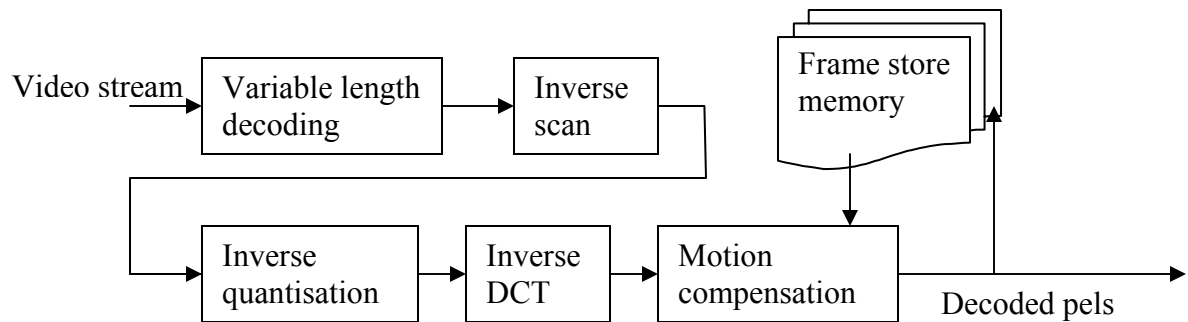 Video stream
Variable length
decoding
Inverse
scan
Frame store
memory
Inverse
quantisation
Inverse
DCT
Motion
compensation
Decoded pels